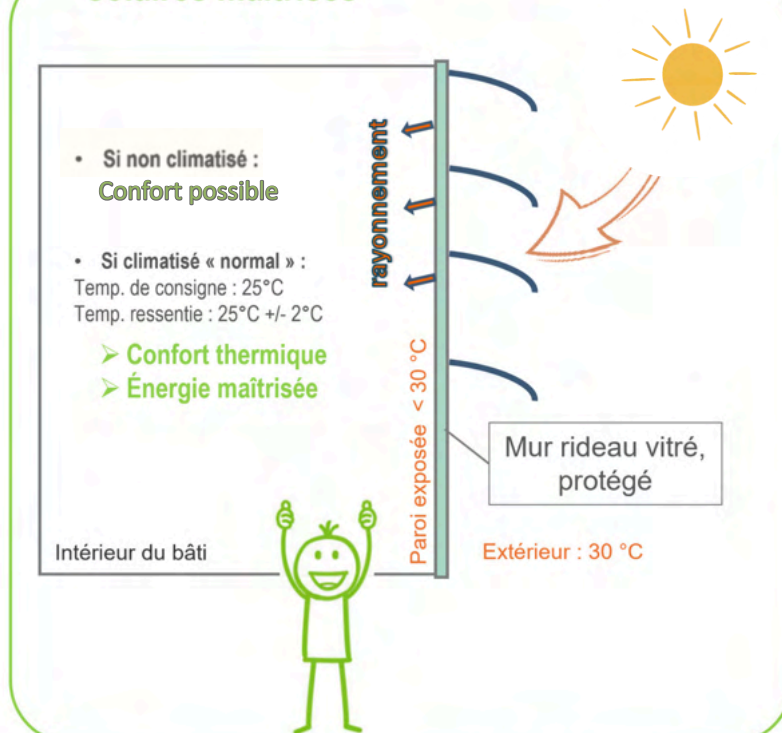 • Si non climatisé :
Confort possible
• Si climatisé « normal » :
Temp. de consigne : 25°C
Temp. ressentie : 25°C +/- 2°C
➢ Confort thermique
➢ Énergie maîtrisée
Intérieur du bâti
rayonnement
Paroi exposée < 30 °C
Mur rideau vitré,
protégé
Extérieur : 30 °C